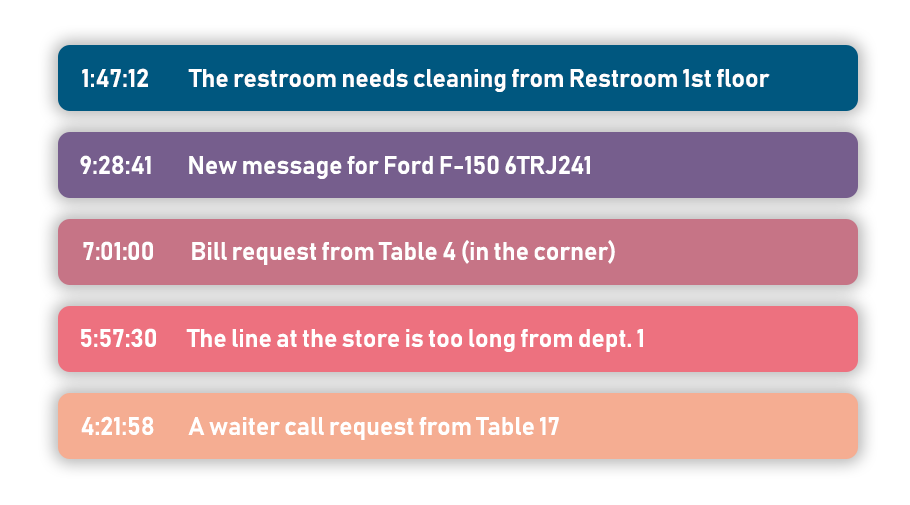 1:47:12 The restroom needs cleaning from Restroom 1st floor
9:28:41 New message for Ford F-150 6TRJ241
7:01:00 Bill request from Table 4 (in the corner)
5:57:30 The line at the store is too long from dept. 1
4:21:58 A waiter call request from Table 17